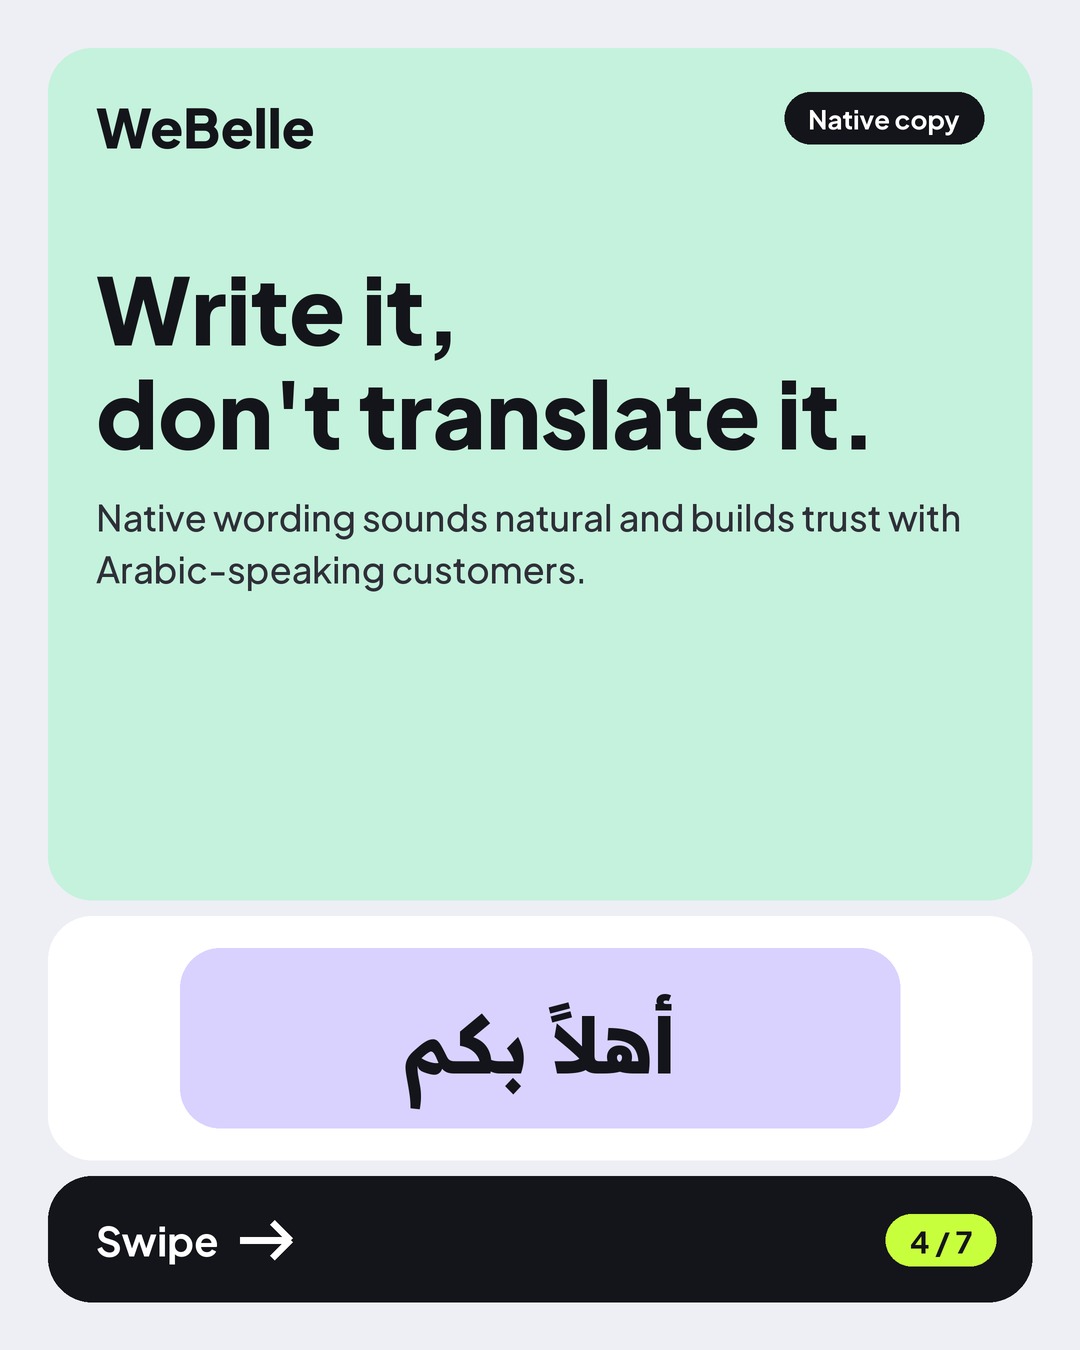 WeBelle
Native copy
Write it,
don't translate it.
Native wording sounds natural and builds trust with
Arabic-speaking customers.
أهلاً بكم
Swipe →
4 / 7